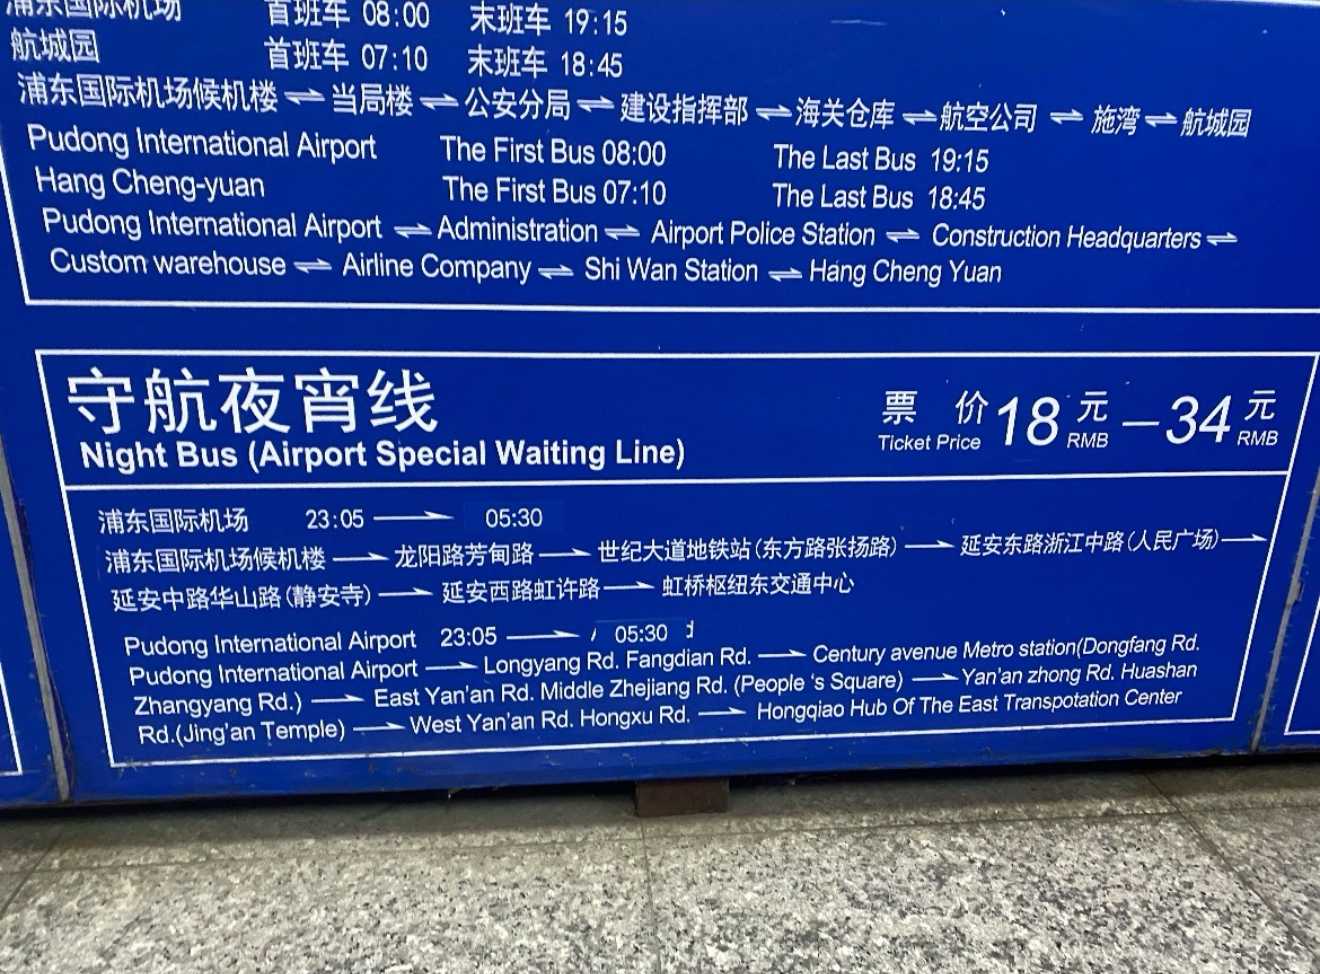 浦东国际机场 首班车 08:00 末班车 19:15
航城园 首班车 07:10 末班车 18:45
浦东国际机场候机楼 ⇌ 当局楼 ⇌ 公安分局 ⇌ 建设指挥部 ⇌ 海关仓库 ⇌ 航空公司 ⇌ 施湾 ⇌ 航城园
Pudong International Airport The First Bus 08:00 The Last Bus 19:15
Hang Cheng-yuan The First Bus 07:10 The Last Bus 18:45
Pudong International Airport ⇌ Administration ⇌ Airport Police Station ⇌ Construction Headquarters ⇌
Custom warehouse ⇌ Airline Company ⇌ Shi Wan Station ⇌ Hang Cheng Yuan
守航夜宵线 票 价 18 元 — 34 元
Night Bus (Airport Special Waiting Line) Ticket Price RMB RMB
浦东国际机场 23:05 → 05:30
浦东国际机场候机楼 → 龙阳路芳甸路 → 世纪大道地铁站(东方路张扬路) → 延安东路浙江中路(人民广场) →
延安中路华山路(静安寺) → 延安西路虹许路 → 虹桥枢纽东交通中心
Pudong International Airport 23:05 → 05:30
Pudong International Airport → Longyang Rd. Fangdian Rd. → Century avenue Metro station(Dongfang Rd.
Zhangyang Rd.) → East Yan'an Rd. Middle Zhejiang Rd. (People 's Square) → Yan'an zhong Rd. Huashan
Rd.(Jing'an Temple) → West Yan'an Rd. Hongxu Rd. → Hongqiao Hub Of The East Transpotation Center